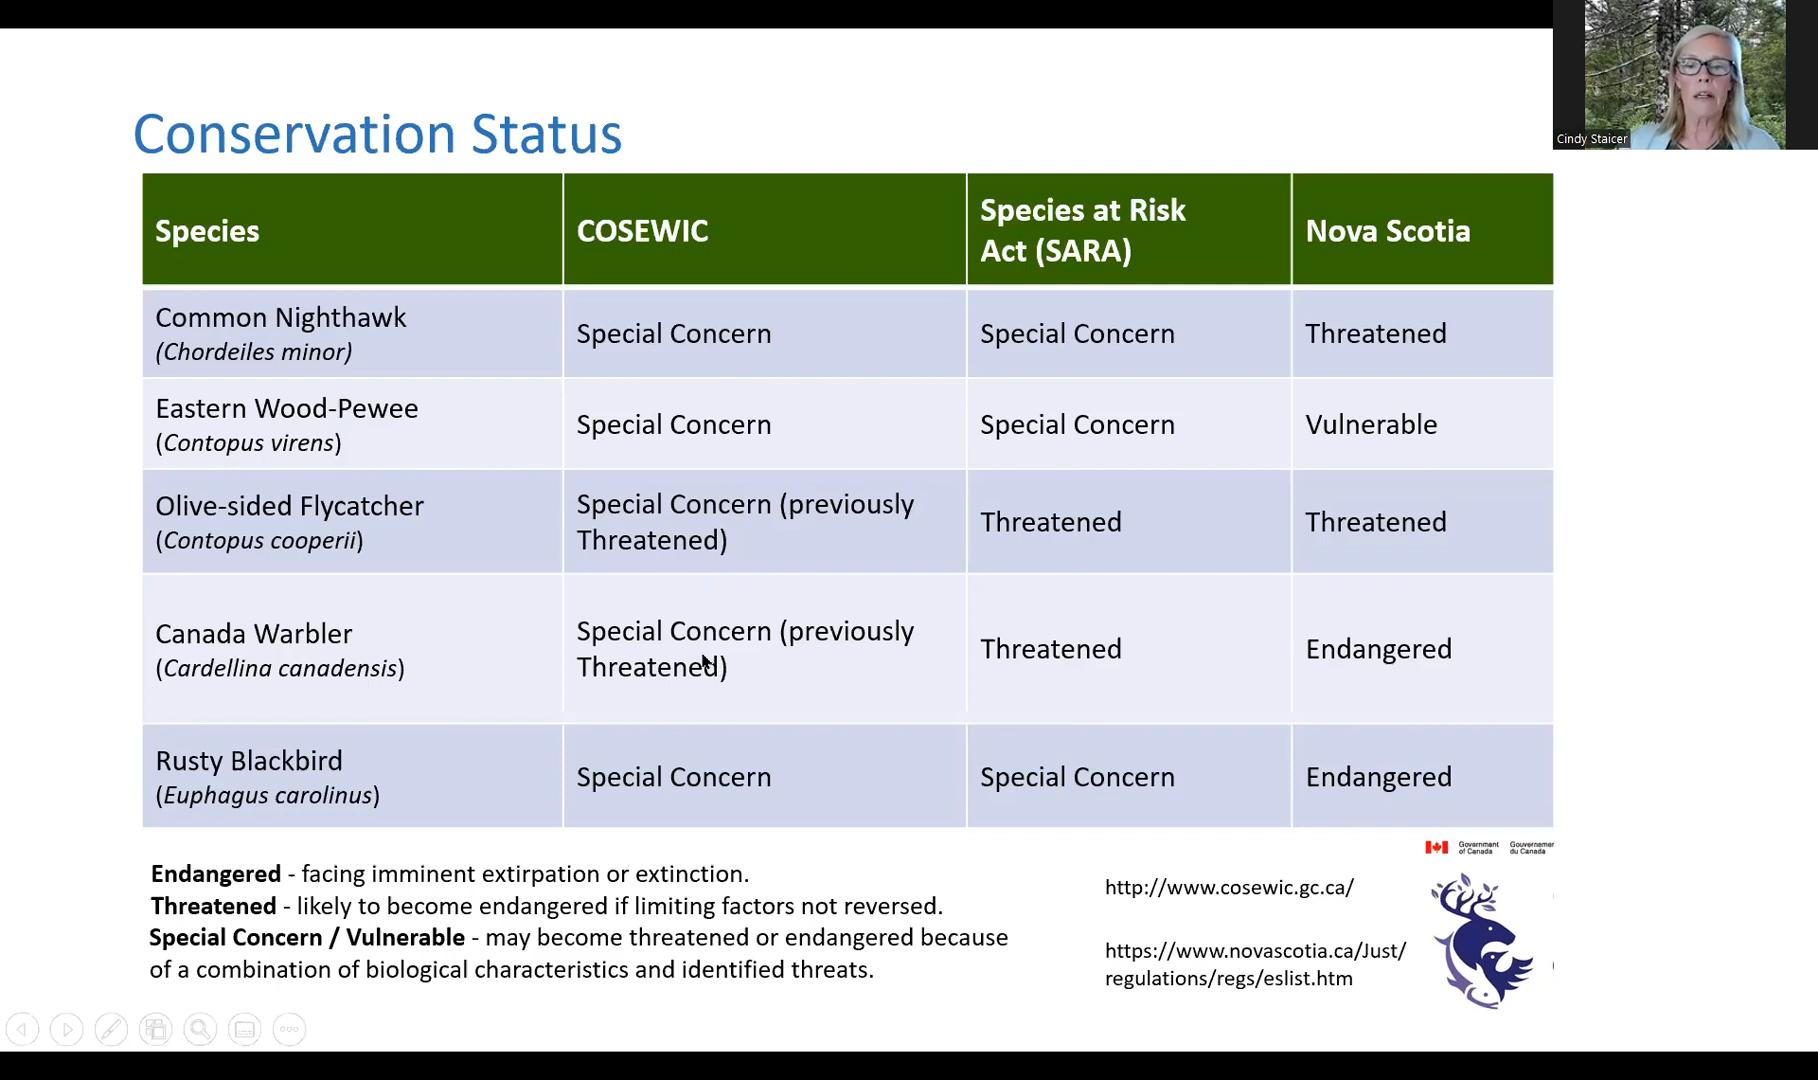 Cindy Staicer
Conservation Status
Species
COSEWIC
Species at Risk
Act (SARA)
Nova Scotia
Common Nighthawk
(Chordeiles minor)
Special Concern
Special Concern
Threatened
Eastern Wood-Pewee
(Contopus virens)
Special Concern
Special Concern
Vulnerable
Olive-sided Flycatcher
(Contopus cooperii)
Special Concern (previously
Threatened)
Threatened
Threatened
Canada Warbler
(Cardellina canadensis)
Special Concern (previously
Threatened)
Threatened
Endangered
Rusty Blackbird
(Euphagus carolinus)
Special Concern
Special Concern
Endangered
Endangered - facing imminent extirpation or extinction.
Threatened - likely to become endangered if limiting factors not reversed.
Special Concern / Vulnerable - may become threatened or endangered because
of a combination of biological characteristics and identified threats.
http://www.cosewic.gc.ca/
https://www.novascotia.ca/Just/
regulations/regs/eslist.htm
Government
of Canada
Gouverneme
du Canada